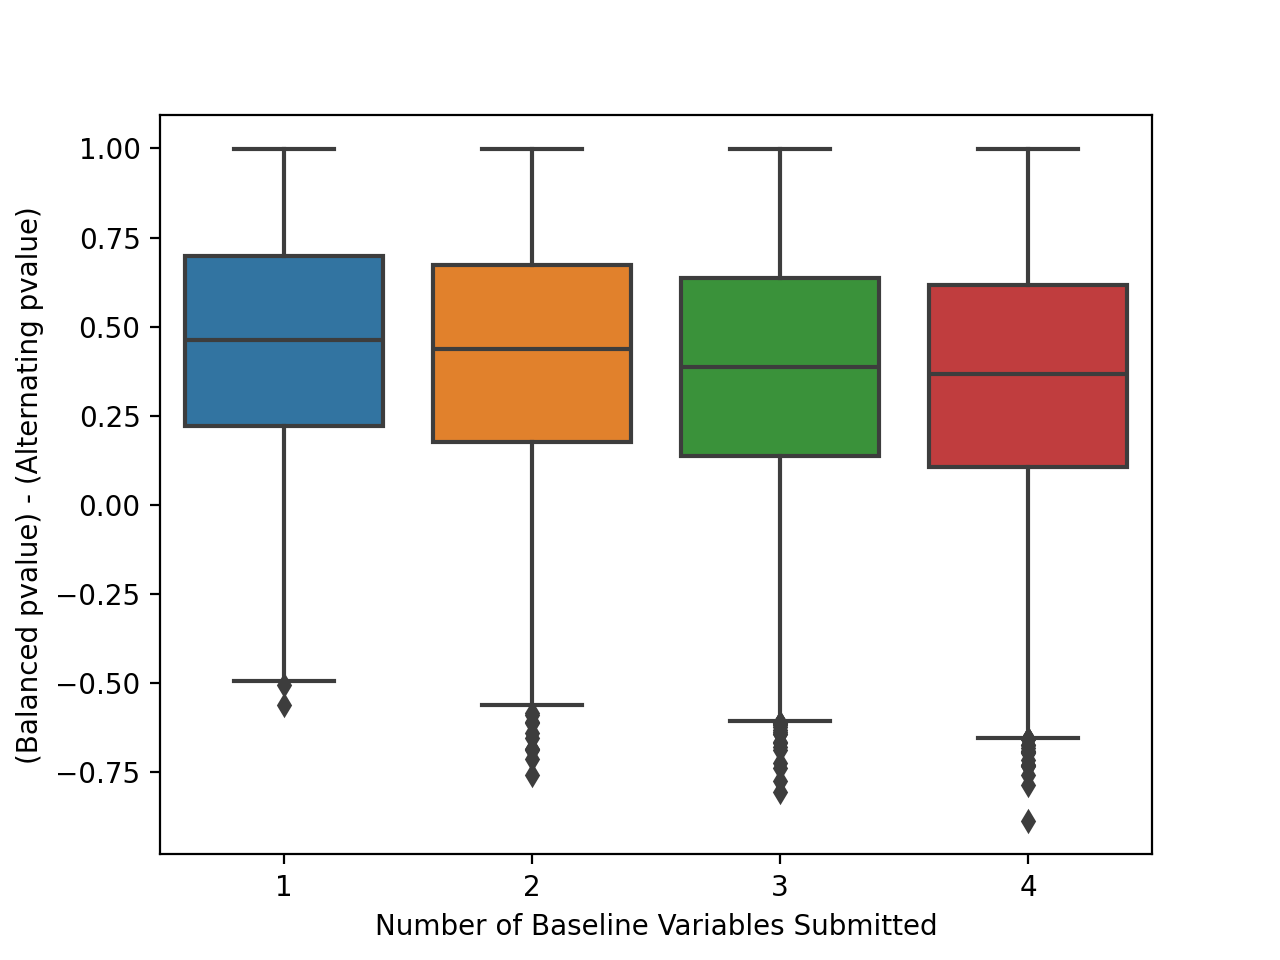 (Balanced pvalue) - (Alternating pvalue)
1.00
0.75
0.50
0.25
0.00
−0.25
−0.50
−0.75
1 2 3 4
Number of Baseline Variables Submitted